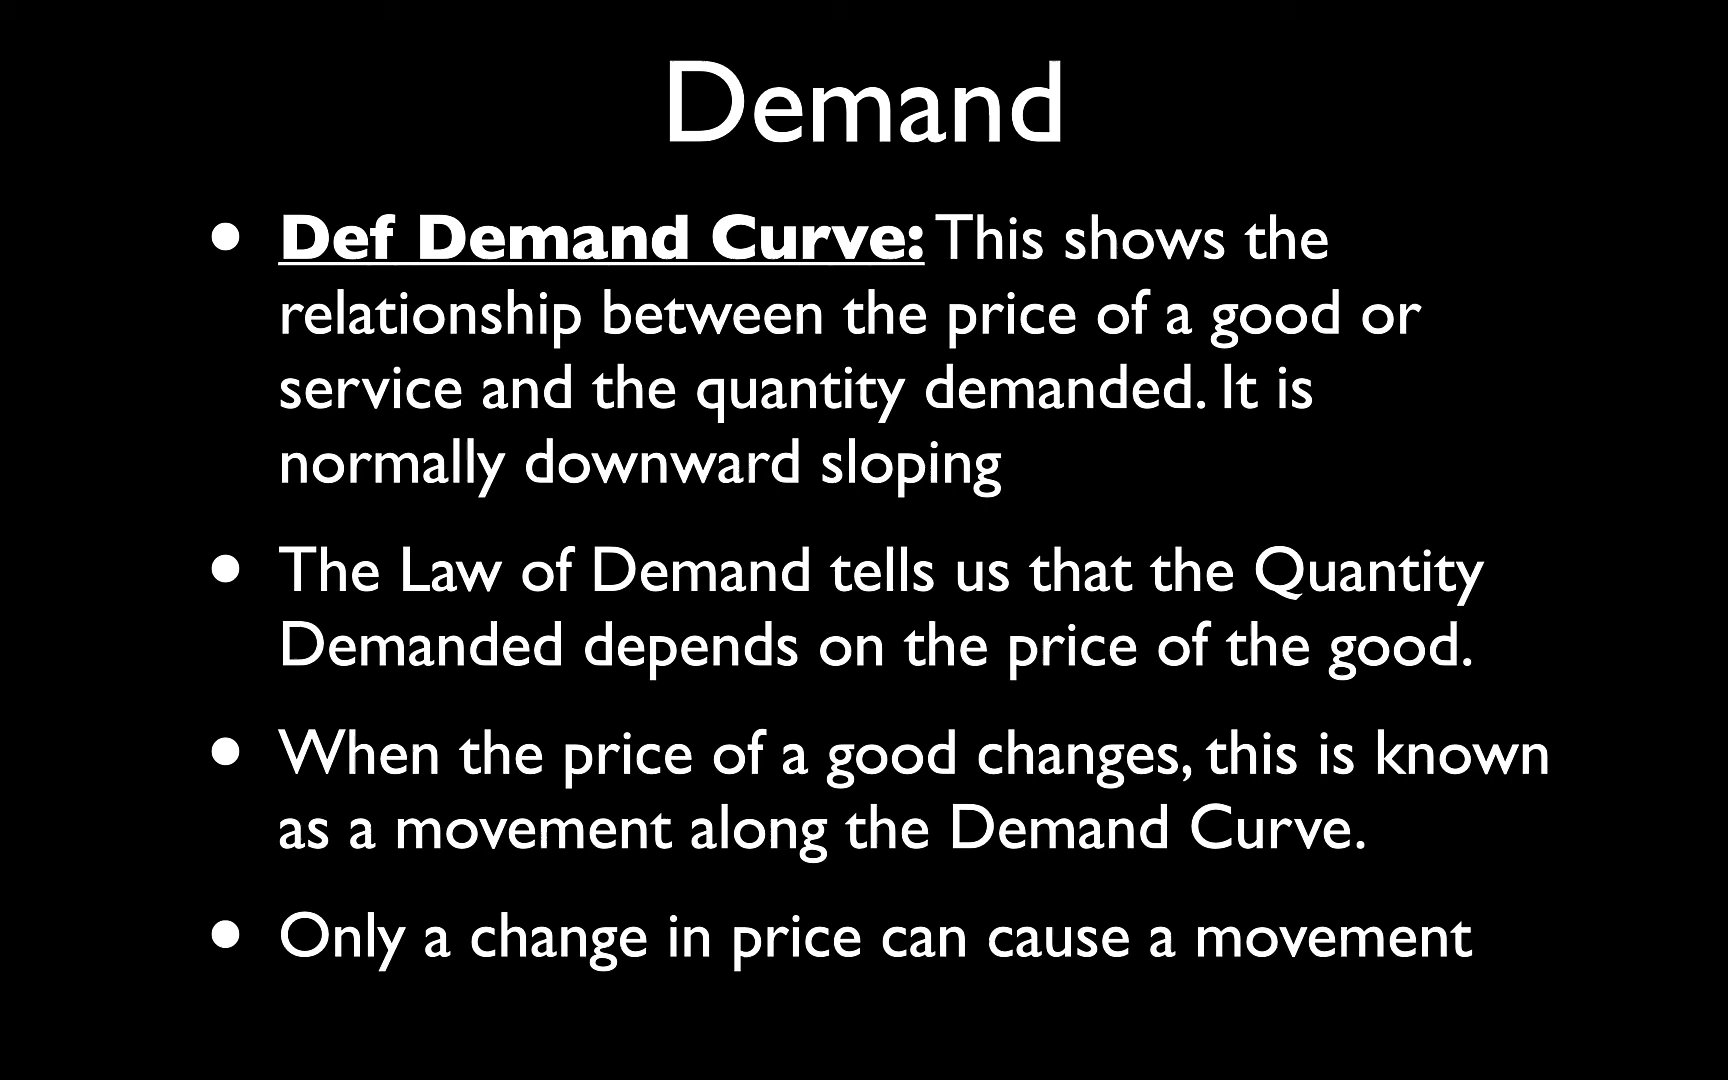 Demand
• Def Demand Curve: This shows the
relationship between the price of a good or
service and the quantity demanded. It is
normally downward sloping
• The Law of Demand tells us that the Quantity
Demanded depends on the price of the good.
• When the price of a good changes, this is known
as a movement along the Demand Curve.
• Only a change in price can cause a movement